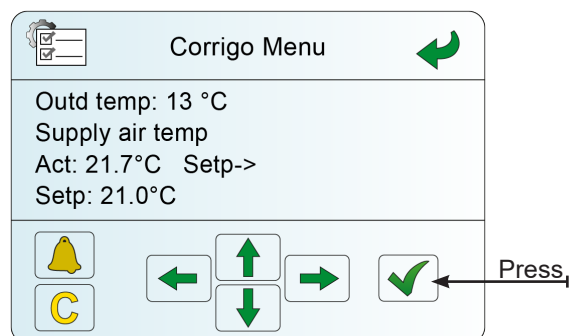 Corrigo Menu
Outd temp: 13 °C
Supply air temp
Act: 21.7°C Setp->
Setp: 21.0°C
C
Press